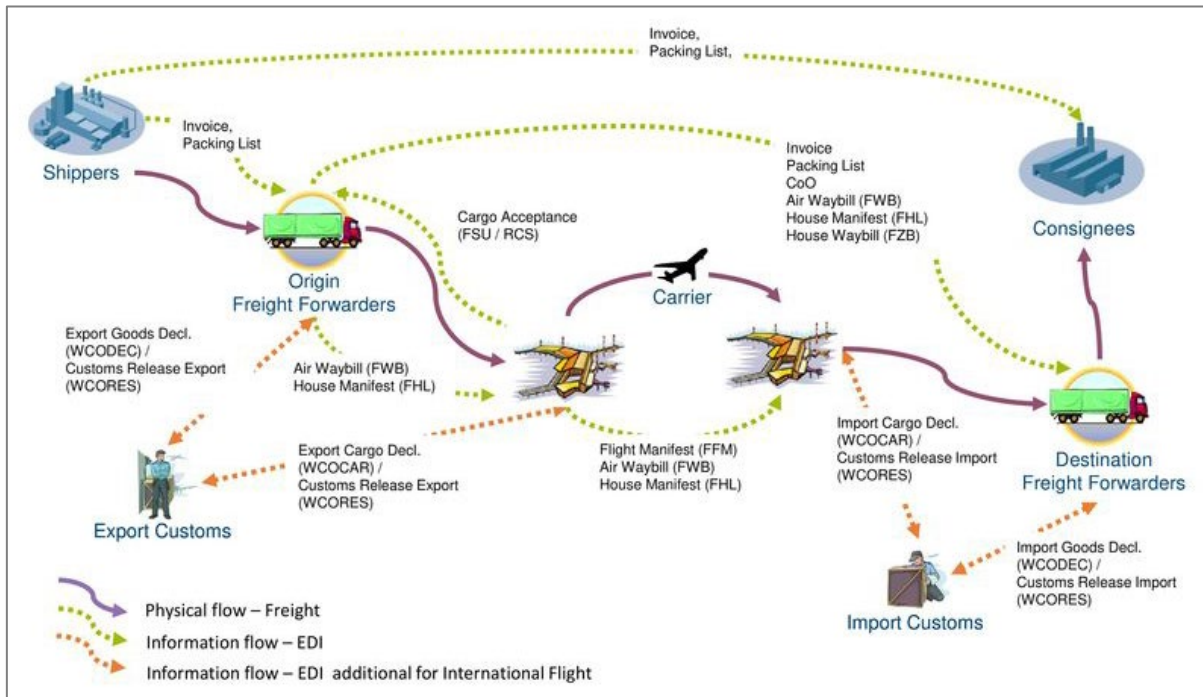 Invoice,
Packing List,
Invoice,
Packing List
Shippers
Invoice
Packing List
CoO
Air Waybill (FWB)
House Manifest (FHL)
House Waybill (FZB)
Consignees
Cargo Acceptance
(FSU / RCS)
Carrier
Origin
Freight Forwarders
Export Goods Decl.
(WCODEC) /
Customs Release Export
(WCORES)
Air Waybill (FWB)
House Manifest (FHL)
Export Cargo Decl.
(WCOCAR) /
Customs Release Export
(WCORES)
Flight Manifest (FFM)
Air Waybill (FWB)
House Manifest (FHL)
Import Cargo Decl.
(WCOCAR) /
Customs Release Import
(WCORES)
Destination
Freight Forwarders
Export Customs
Import Goods Decl.
(WCODEC) /
Customs Release Import
(WCORES)
Import Customs
Physical flow – Freight
Information flow – EDI
Information flow – EDI additional for International Flight